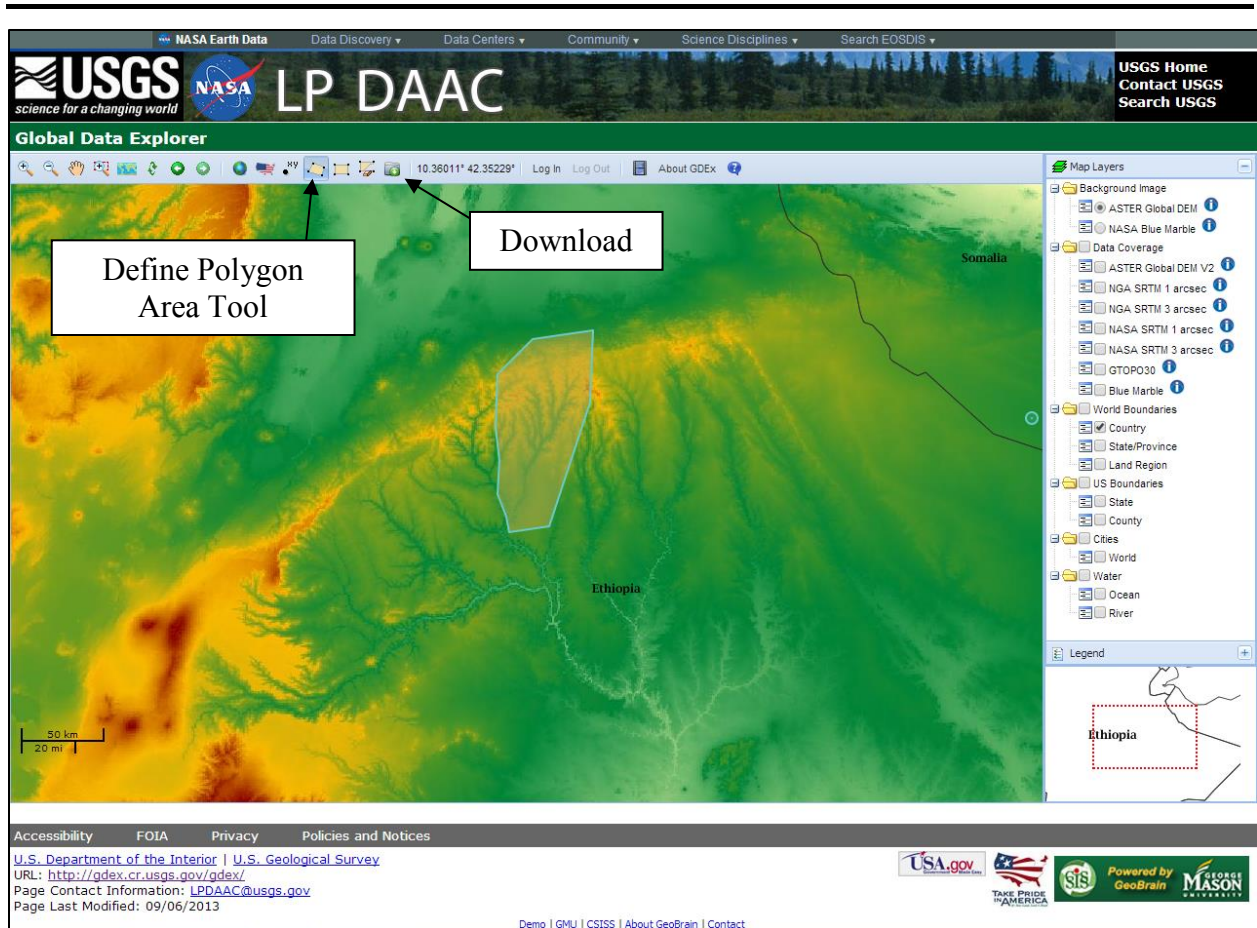 NASA Earth Data Data Discovery ▾ Data Centers ▾ Community ▾ Science Disciplines ▾ Search EOSDIS ▾
USGS
science for a changing world
NASA
LP DAAC
USGS Home
Contact USGS
Search USGS
Global Data Explorer
XY
10.36011° 42.35229° Log In Log Out About GDEx
Define Polygon
Area Tool
Download
Somalia
Ethiopia
50 km
20 mi
Map Layers
Background Image
ASTER Global DEM
NASA Blue Marble
Data Coverage
ASTER Global DEM V2
NGA SRTM 1 arcsec
NGA SRTM 3 arcsec
NASA SRTM 1 arcsec
NASA SRTM 3 arcsec
GTOPO30
Blue Marble
World Boundaries
Country
State/Province
Land Region
US Boundaries
State
County
Cities
World
Water
Ocean
River
Legend
Ethiopia
Accessibility FOIA Privacy Policies and Notices
U.S. Department of the Interior | U.S. Geological Survey
URL: http://gdex.cr.usgs.gov/gdex/
Page Contact Information: LPDAAC@usgs.gov
Page Last Modified: 09/06/2013
USA.gov
TAKE PRIDE
IN AMERICA
SIS
Powered by
GeoBrain
GEORGE
MASON
UNIVERSITY
Demo | GMU | CSISS | About GeoBrain | Contact